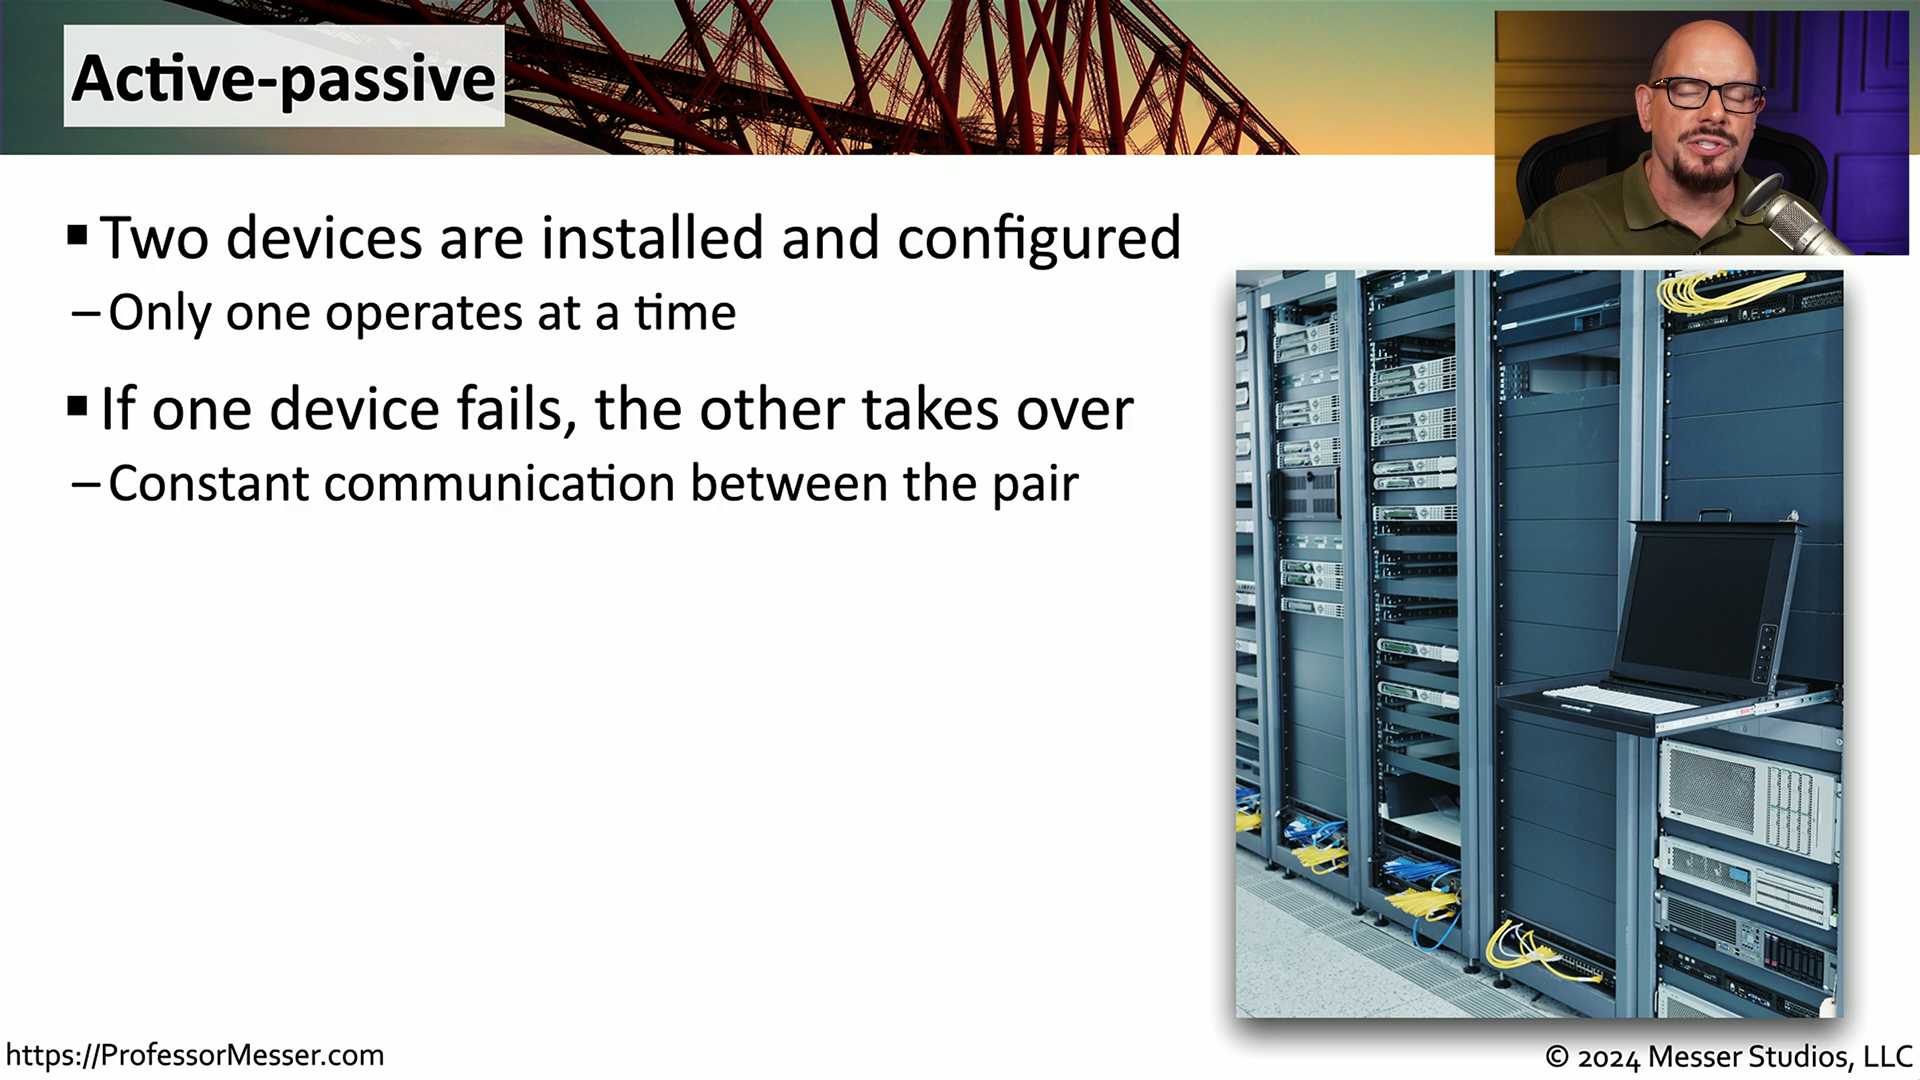 Active-passive
▪ Two devices are installed and configured
– Only one operates at a time
▪ If one device fails, the other takes over
– Constant communication between the pair
https://ProfessorMesser.com
© 2024 Messer Studios, LLC